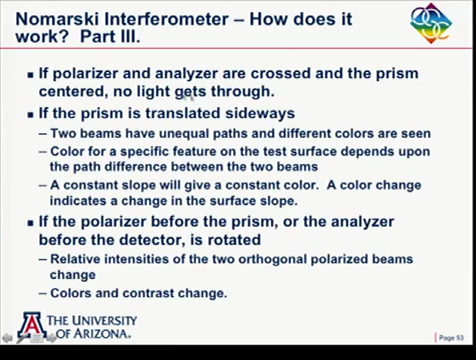 Nomarski Interferometer – How does it
work? Part III.
If polarizer and analyzer are crossed and the prism
centered, no light gets through.
If the prism is translated sideways
– Two beams have unequal paths and different colors are seen
– Color for a specific feature on the test surface depends upon
the path difference between the two beams
– A constant slope will give a constant color. A color change
indicates a change in the surface slope.
If the polarizer before the prism, or the analyzer
before the detector, is rotated
– Relative intensities of the two orthogonal polarized beams
change
– Colors and contrast change.
A
THE UNIVERSITY
OF ARIZONA.
Page 53